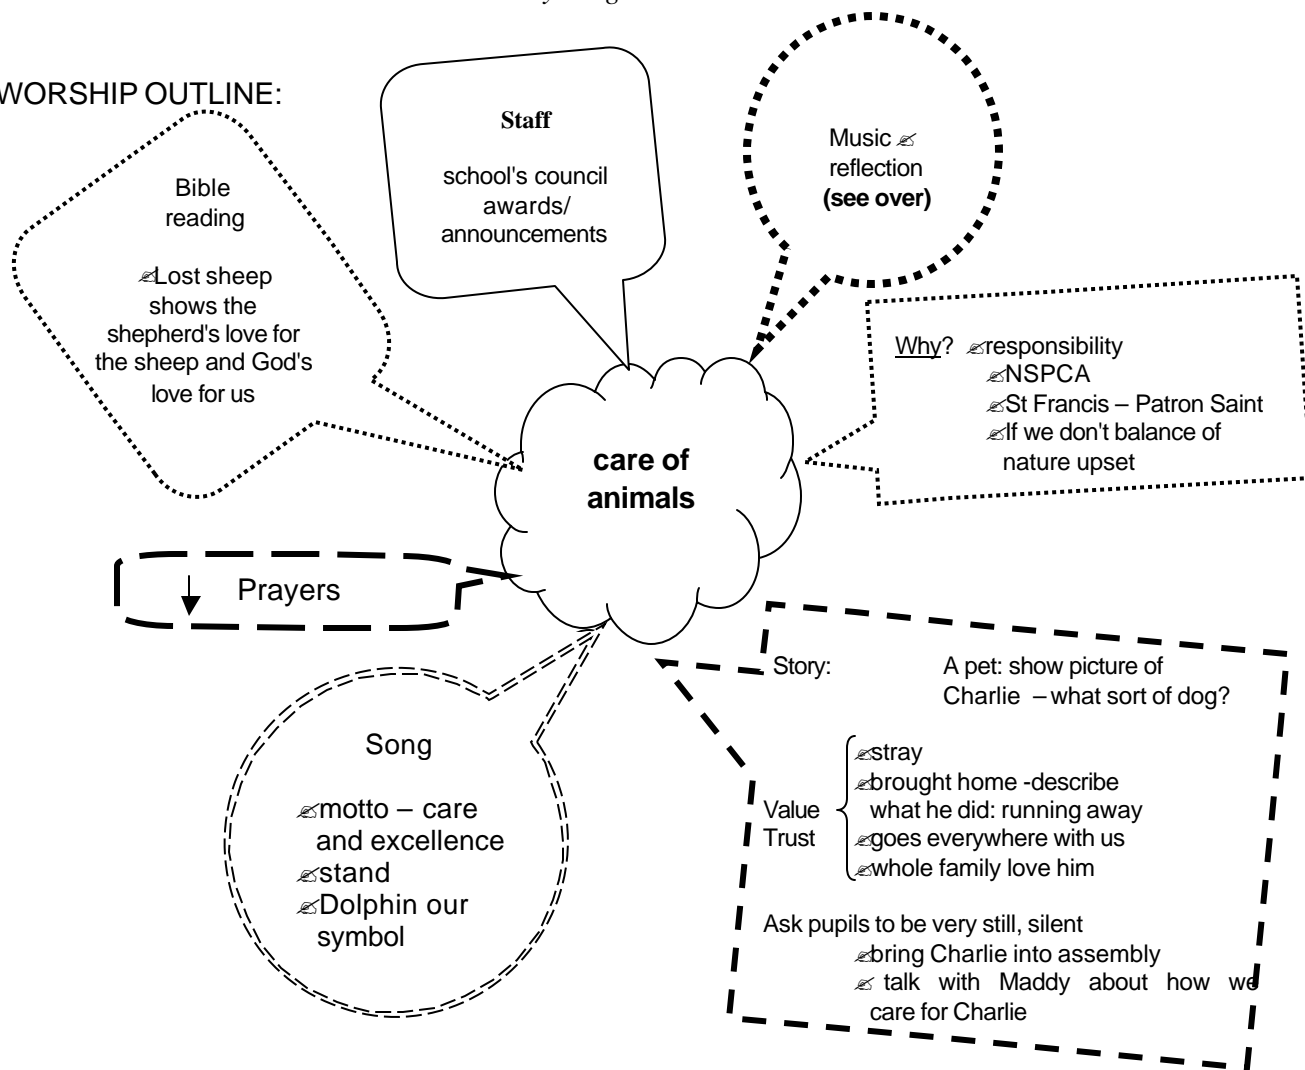 WORSHIP OUTLINE:
Staff
school's council
awards/
announcements
Music ✍
reflection
(see over)
Bible
reading
✍Lost sheep
shows the
shepherd's love for
the sheep and God's
love for us
Why? ✍responsibility
✍NSPCA
✍St Francis – Patron Saint
✍If we don't balance of
nature upset
care of
animals
Prayers
Song
✍motto – care
and excellence
✍stand
✍Dolphin our
symbol
Story: A pet: show picture of
Charlie – what sort of dog?
✍stray
✍brought home -describe
what he did: running away
✍goes everywhere with us
✍whole family love him
Value
Trust
Ask pupils to be very still, silent
✍bring Charlie into assembly
✍ talk with Maddy about how we
care for Charlie